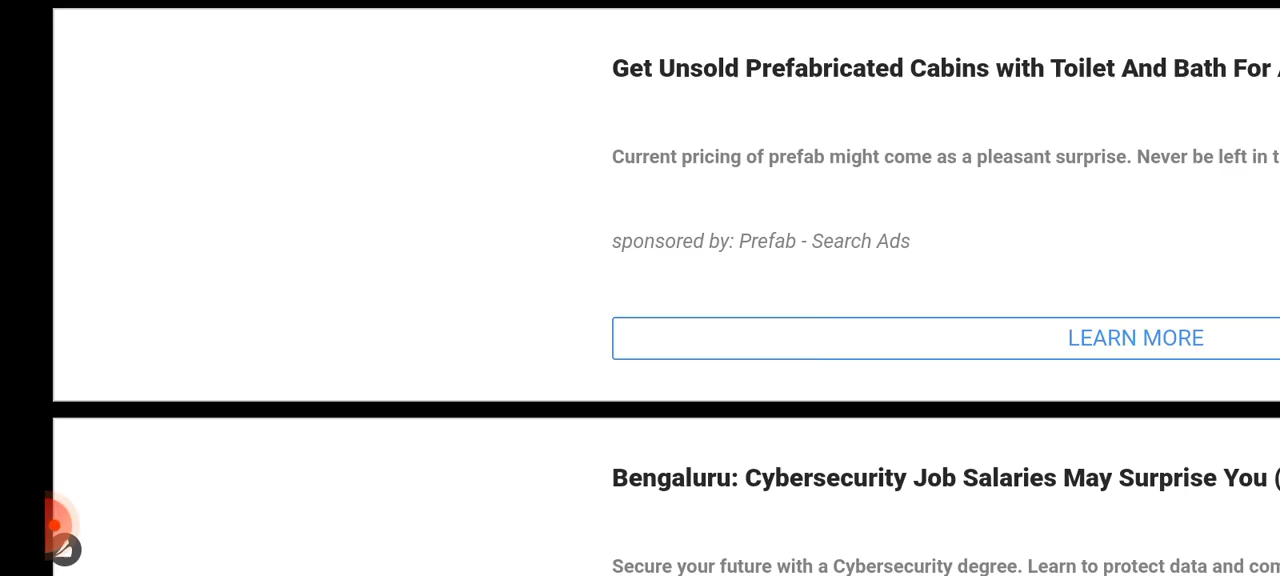 Get Unsold Prefabricated Cabins with Toilet And Bath For
Current pricing of prefab might come as a pleasant surprise. Never be left in
sponsored by: Prefab - Search Ads
LEARN MORE
Bengaluru: Cybersecurity Job Salaries May Surprise You (
Secure your future with a Cybersecurity degree. Learn to protect data and